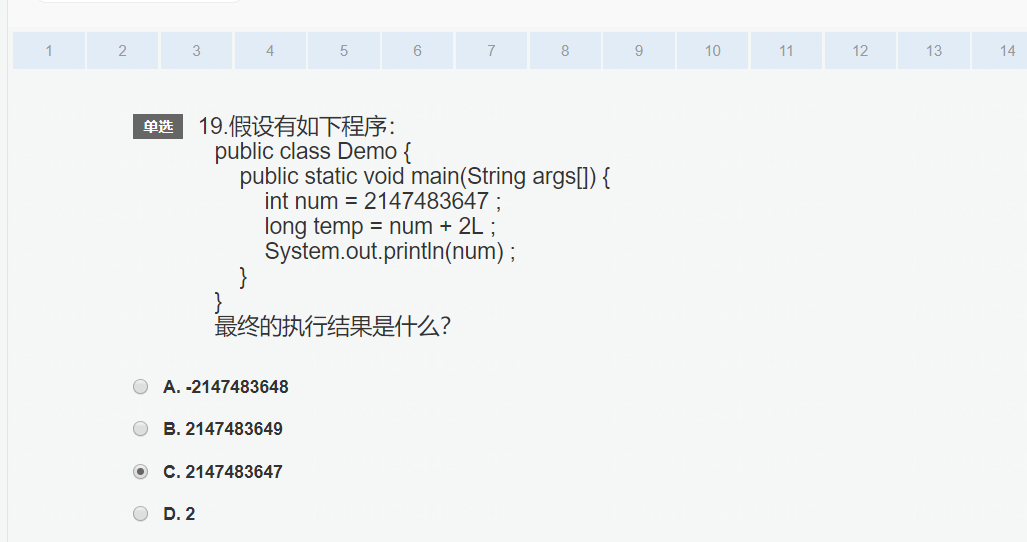 1 2 3 4 5 6 7 8 9 10 11 12 13 14
单选 19.假设有如下程序：
public class Demo {
public static void main(String args[]) {
int num = 2147483647 ;
long temp = num + 2L ;
System.out.println(num) ;
}
}
最终的执行结果是什么？
A. -2147483648
B. 2147483649
C. 2147483647
D. 2